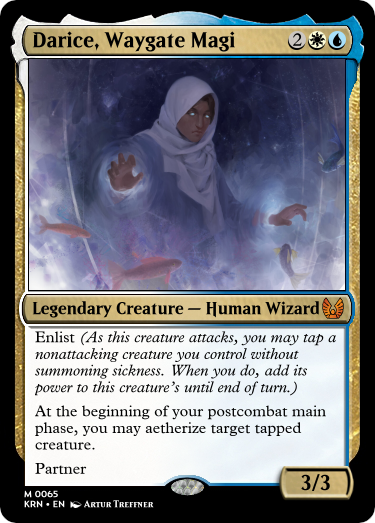 Darice, Waygate Magi 2
Legendary Creature — Human Wizard
Enlist (As this creature attacks, you may tap a
nonattacking creature you control without
summoning sickness. When you do, add its
power to this creature's until end of turn.)
At the beginning of your postcombat main
phase, you may aetherize target tapped
creature.
Partner
3/3
M 0065
KRN • EN Artur Treffner